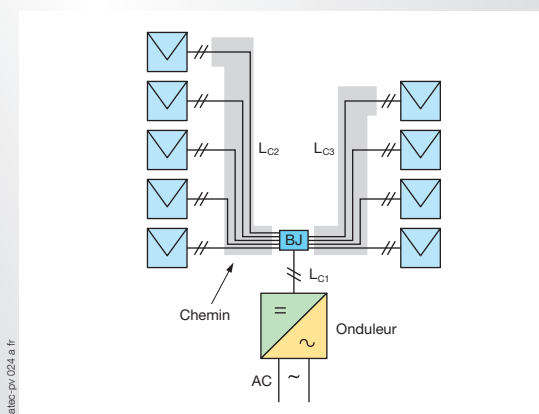 LC2
LC3
BJ
LC1
Chemin
=
~
Onduleur
AC ~
atec-pv 024 a fr